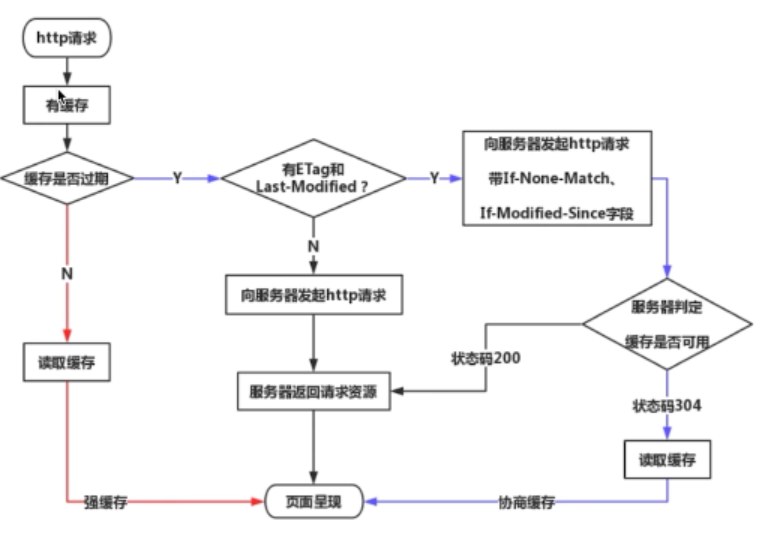 http请求
有缓存
缓存是否过期
Y
有ETag和
Last-Modified ?
Y
向服务器发起http请求
带If-None-Match、
If-Modified-Since字段
N
N
向服务器发起http请求
服务器判定
缓存是否可用
读取缓存
状态码200
服务器返回请求资源
状态码304
读取缓存
强缓存
页面呈现
协商缓存